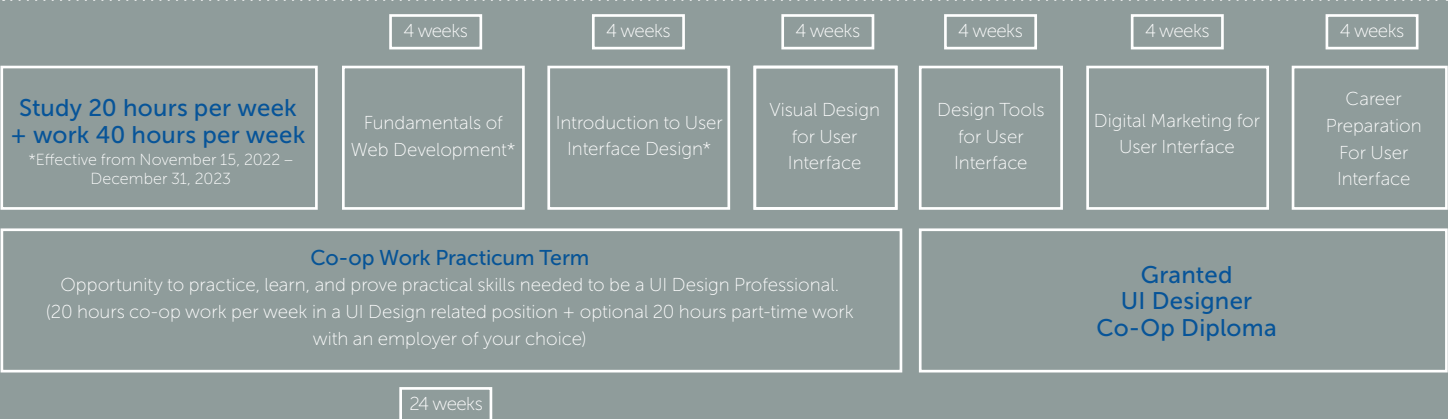 4 weeks
4 weeks
4 weeks
4 weeks
4 weeks
4 weeks
Study 20 hours per week
+ work 40 hours per week
*Effective from November 15, 2022 –
December 31, 2023
Fundamentals of
Web Development*
Introduction to User
Interface Design*
Visual Design
for User
Interface
Design Tools
for User
Interface
Digital Marketing for
User Interface
Career
Preparation
For User
Interface
Co-op Work Practicum Term
Opportunity to practice, learn, and prove practical skills needed to be a UI Design Professional.
(20 hours co-op work per week in a UI Design related position + optional 20 hours part-time work
with an employer of your choice)
Granted
UI Designer
Co-Op Diploma
24 weeks